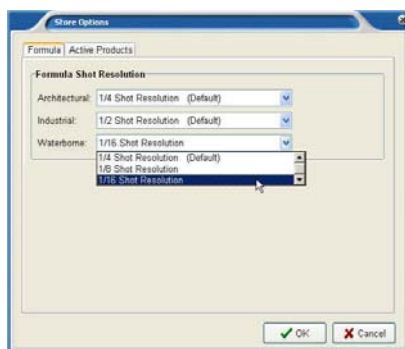 Store Options
Formula Active Products
Formula Shot Resolution
Architectural: 1/4 Shot Resolution (Default)
Industrial: 1/2 Shot Resolution (Default)
Waterborne: 1/16 Shot Resolution
1/4 Shot Resolution (Default)
1/8 Shot Resolution
1/16 Shot Resolution
OK Cancel